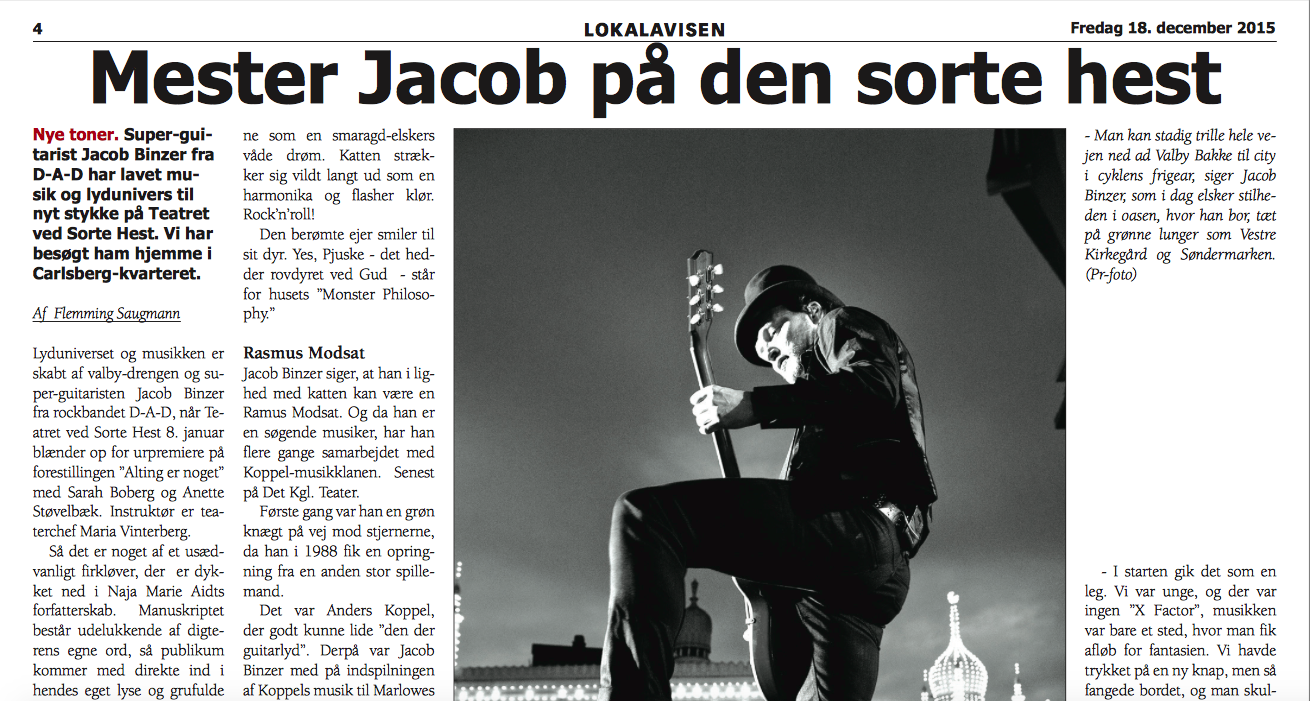 4
LOKALAVISEN
Fredag 18. december 2015
Mester Jacob på den sorte hest
Nye toner. Super-gui-
tarist Jacob Binzer fra
D-A-D har lavet mu-
sik og lydunivers til
nyt stykke på Teatret
ved Sorte Hest. Vi har
besøgt ham hjemme i
Carlsberg-kvarteret.
Af Flemming Saugmann
Lyduniverset og musikken er
skabt af valby-drengen og su-
per-guitaristen Jacob Binzer
fra rockbandet D-A-D, når Te-
atret ved Sorte Hest 8. januar
blænder op for urpremiere på
forestillingen ”Alting er noget”
med Sarah Boberg og Anette
Støvelbæk. Instruktør er tea-
terchef Maria Vinterberg.
Så det er noget af et usæd-
vanligt firkløver, der er dyk-
ket ned i Naja Marie Aidts
forfatterskab. Manuskriptet
består udelukkende af digte-
rens egne ord, så publikum
kommer med direkte ind i
hendes eget lyse og grufulde
ne som en smaragd-elskers
våde drøm. Katten stræk-
ker sig vildt langt ud som en
harmonika og flasher klør.
Rock’n’roll!
Den berømte ejer smiler til
sit dyr. Yes, Pjuske - det hed-
der rovdyret ved Gud - står
for husets ”Monster Philoso-
phy.”
Rasmus Modsat
Jacob Binzer siger, at han i lig-
hed med katten kan være en
Ramus Modsat. Og da han er
en søgende musiker, har han
flere gange samarbejdet med
Koppel-musikklanen. Senest
på Det Kgl. Teater.
Første gang var han en grøn
knægt på vej mod stjernerne,
da han i 1988 fik en opring-
ning fra en anden stor spille-
mand.
Det var Anders Koppel,
der godt kunne lide ”den der
guitarlyd”. Derpå var Jacob
Binzer med på indspilningen
af Koppels musik til Marlowes
- Man kan stadig trille hele ve-
jen ned ad Valby Bakke til city
i cyklens frigear, siger Jacob
Binzer, som i dag elsker stilhe-
den i oasen, hvor han bor, tæt
på grønne lunger som Vestre
Kirkegård og Søndermarken.
(Pr-foto)
- I starten gik det som en
leg. Vi var unge, og der var
ingen ”X Factor”, musikken
var bare et sted, hvor man fik
afløb for fantasien. Vi havde
trykket på en ny knap, men så
fangede bordet, og man skul-